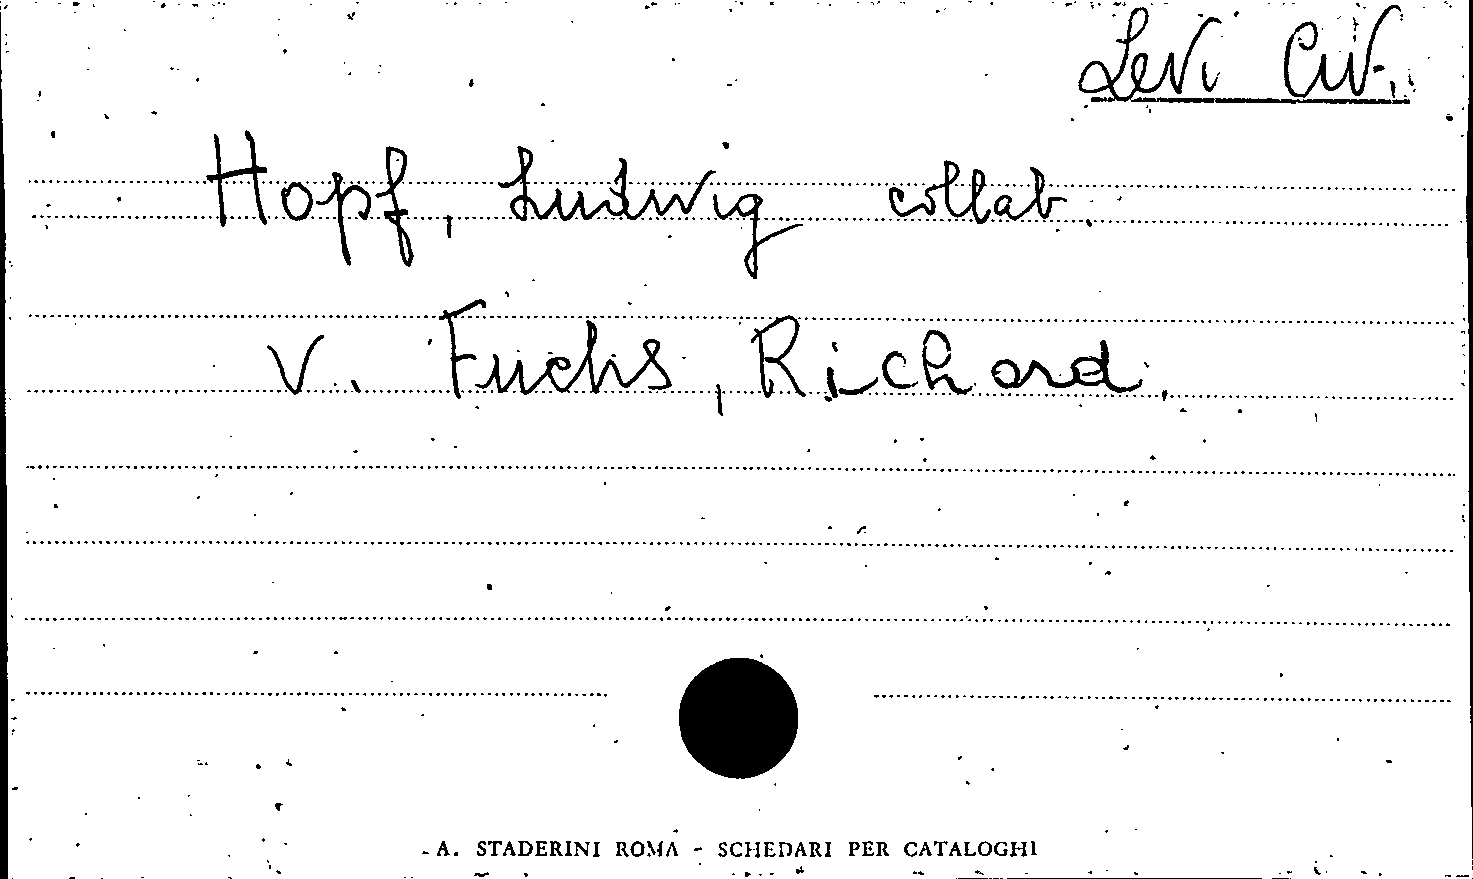 Levi Civ.
Hopf, Ludwig collab.
v. Fuchs, Richard.
A. STADERINI ROMA - SCHEDARI PER CATALOGHI